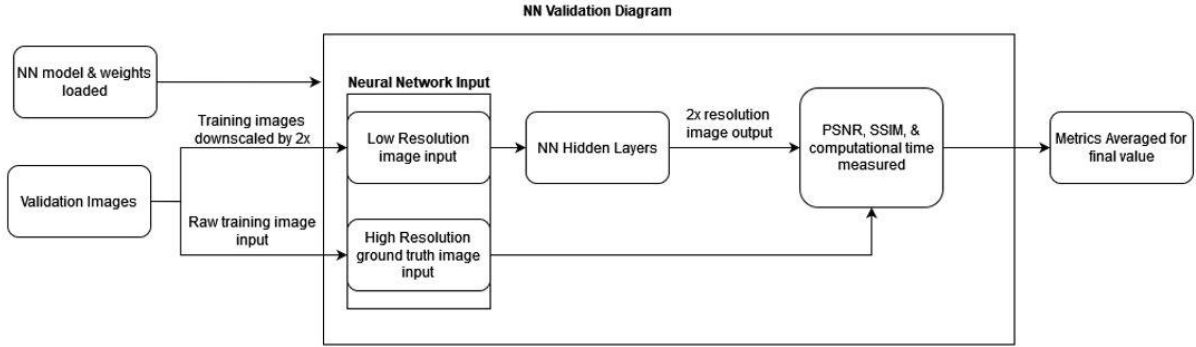 NN Validation Diagram
NN model & weights
loaded
Neural Network Input
Training images
downscaled by 2x
Low Resolution
image input
NN Hidden Layers
2x resolution
image output
PSNR, SSIM, &
computational time
measured
Metrics Averaged for
final value
Validation Images
Raw training image
input
High Resolution
ground truth image
input